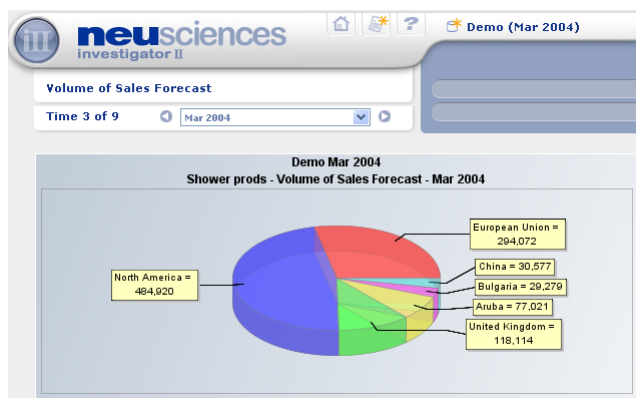 neusciences
investigator II
?
Demo (Mar 2004)
Volume of Sales Forecast
Time 3 of 9
Mar 2004
Demo Mar 2004
Shower prods - Volume of Sales Forecast - Mar 2004
European Union =
294,072
China = 30,577
North America =
484,920
Bulgaria = 29,279
Aruba = 77,021
United Kingdom =
118,114